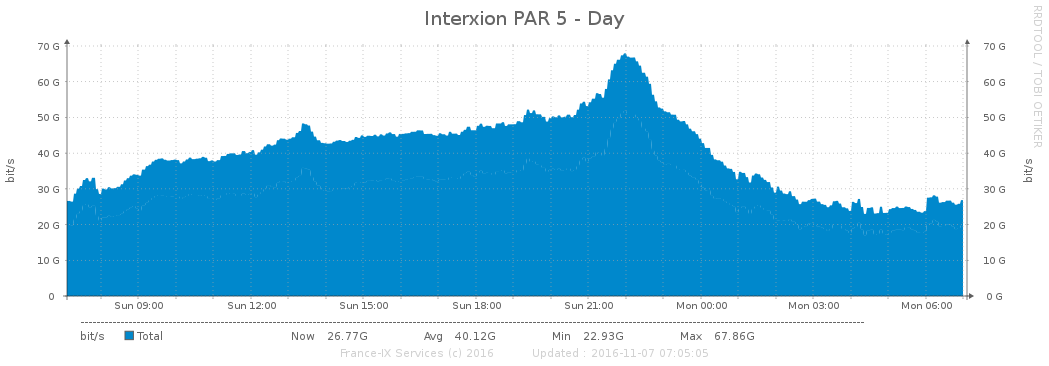 Interxion PAR 5 - Day
RRDTOOL / TOBI OETIKER
70 G 70 G
60 G 60 G
50 G 50 G
40 G 40 G
30 G 30 G
20 G 20 G
10 G 10 G
0 0 G
bit/s
bit/s
Sun 09:00 Sun 12:00 Sun 15:00 Sun 18:00 Sun 21:00 Mon 00:00 Mon 03:00 Mon 06:00
bit/s Total Now 26.77G Avg 40.12G Min 22.93G Max 67.86G
France-IX Services (c) 2016 Updated : 2016-11-07 07:05:05